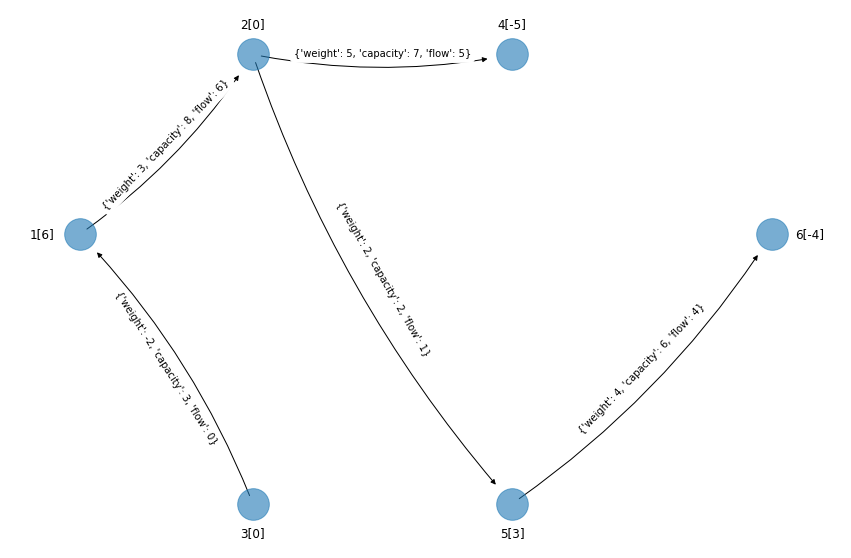 2[0]
4[-5]
{'weight': 5, 'capacity': 7, 'flow': 5}
{'weight': 3, 'capacity': 8, 'flow': 6}
1[6]
6[-4]
{'weight': 2, 'capacity': 2, 'flow': 1}
{'weight': -2, 'capacity': 3, 'flow': 0}
{'weight': 4, 'capacity': 6, 'flow': 4}
3[0]
5[3]